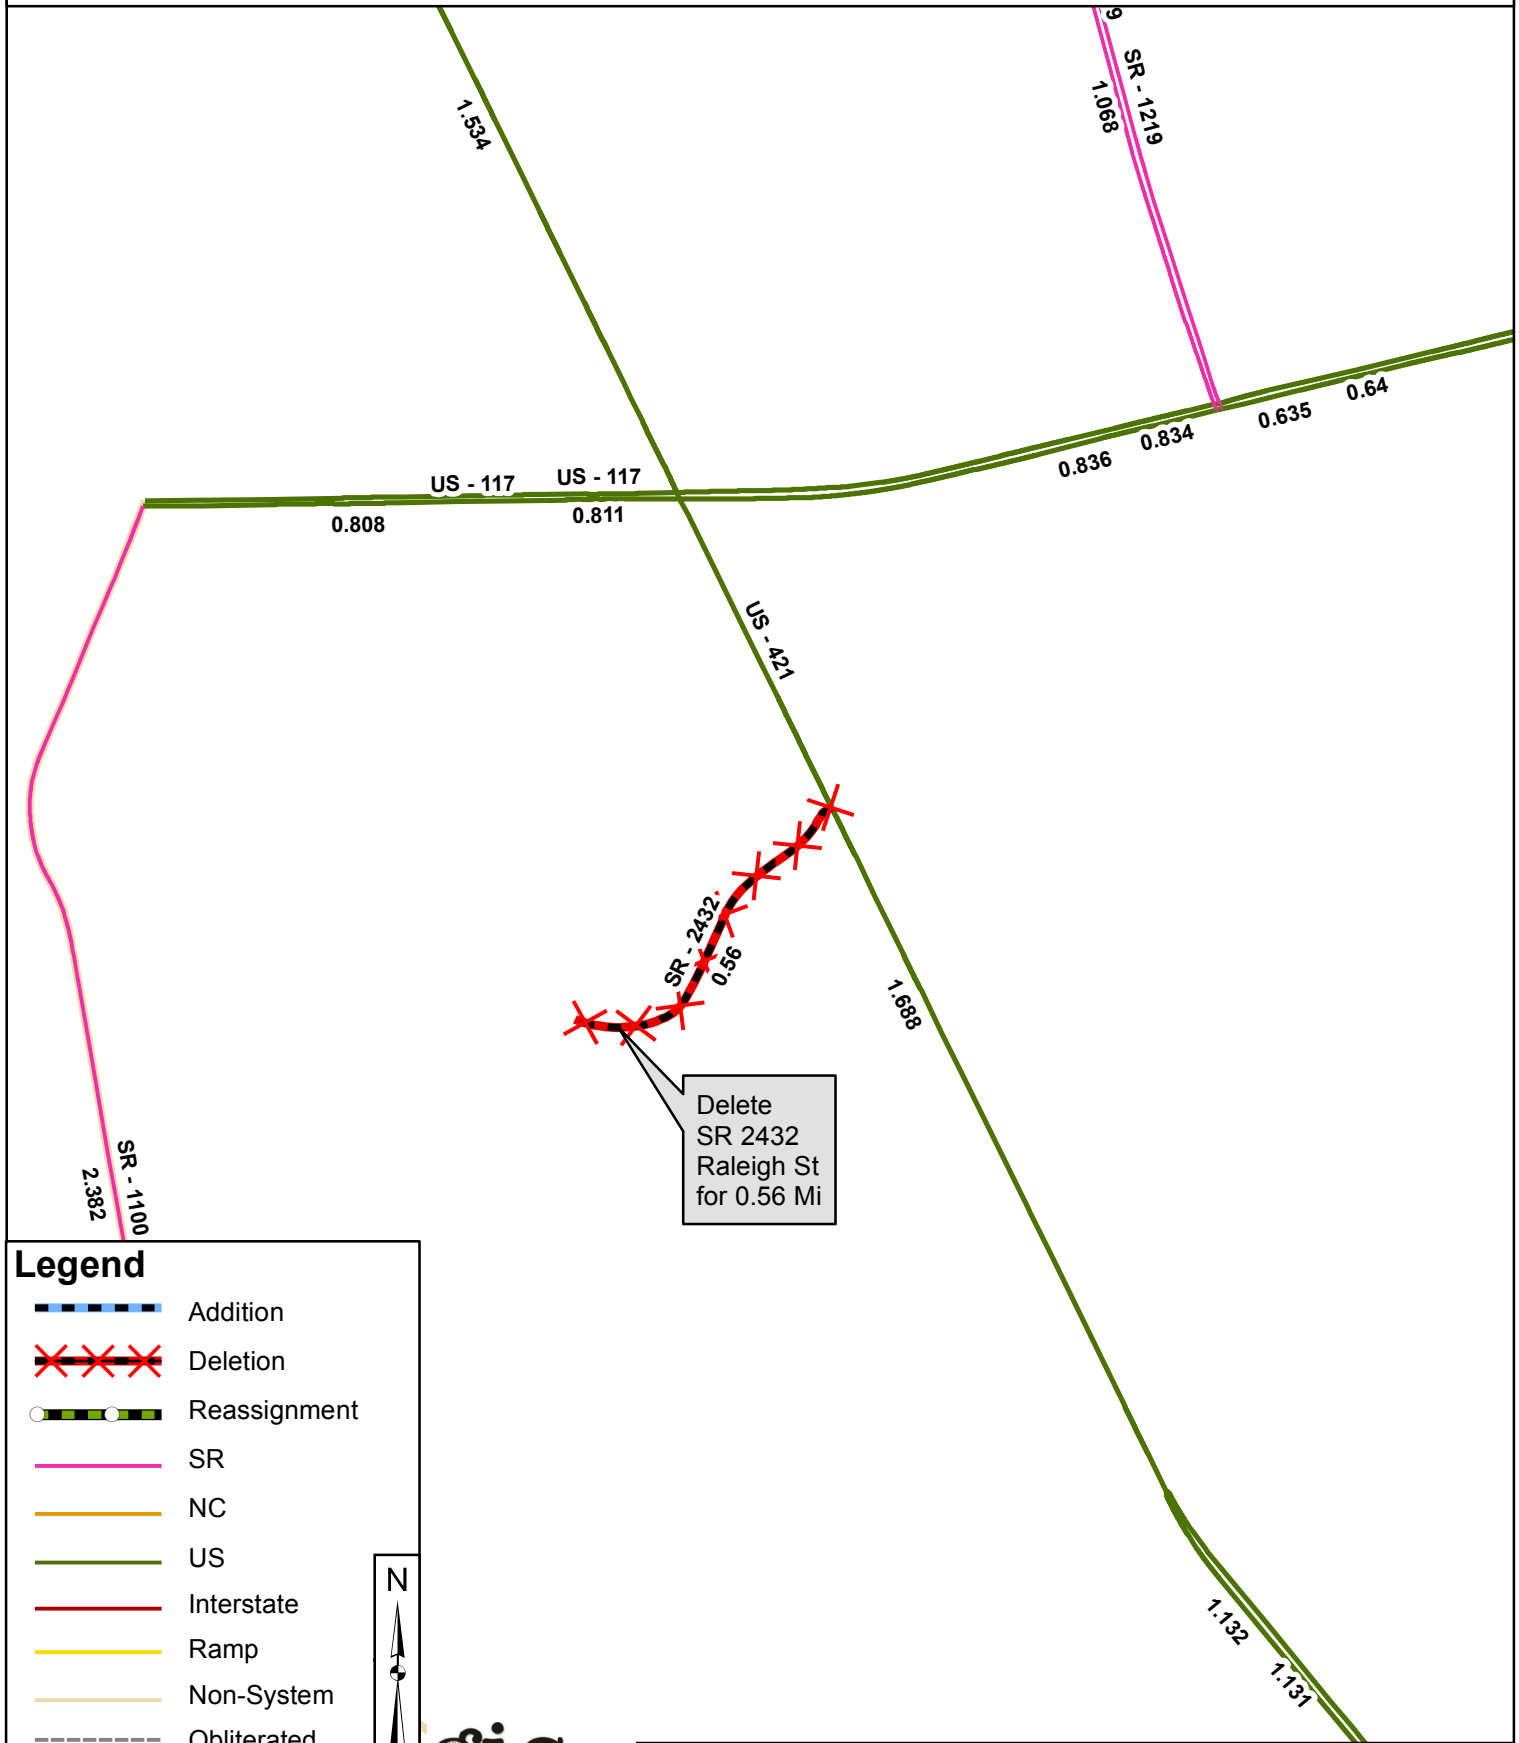 9
SR - 1219
1.068
1.534
0.64
0.635
0.834
0.836
US - 117
US - 117
0.808
0.811
US - 421
SR - 2432
0.56
1.688
Delete
SR 2432
Raleigh St
for 0.56 Mi
SR - 1100
2.382
Legend
Addition
Deletion
Reassignment
SR
NC
US
Interstate
Ramp
Non-System
Obliterated
N
1.132
1.131